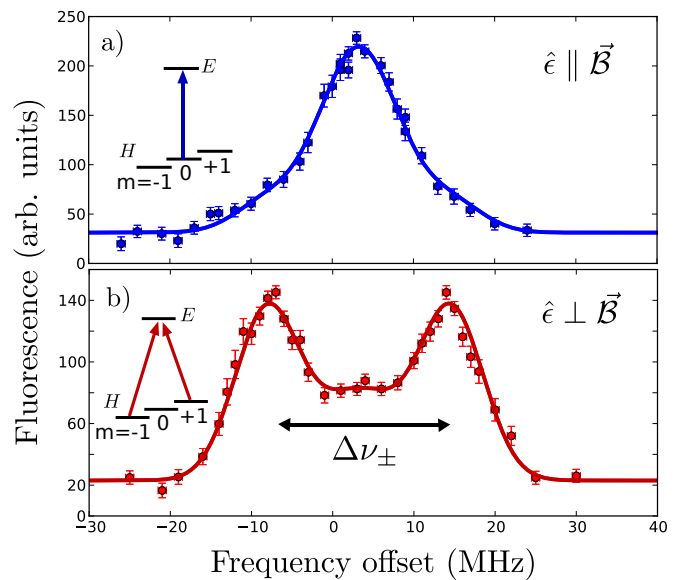 a)
E
ϵ̂ ∥ B⃗
H
m=-1
0
+1
250
200
150
100
50
0
b)
E
ϵ̂ ⊥ B⃗
H
m=-1
0
+1
Δν±
140
100
60
20
0
−30 −20 −10 0 10 20 30 40
Frequency offset (MHz)
Fluorescence (arb. units)